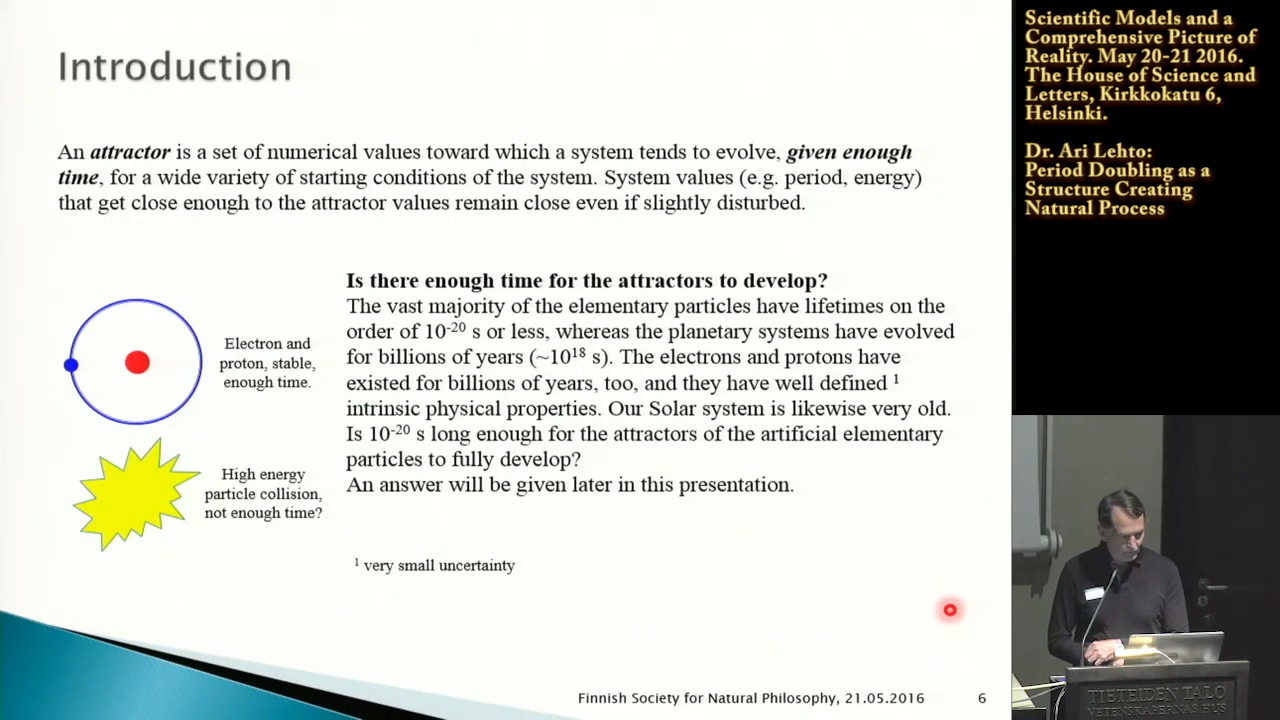 Introduction
An attractor is a set of numerical values toward which a system tends to evolve, given enough
time, for a wide variety of starting conditions of the system. System values (e.g. period, energy)
that get close enough to the attractor values remain close even if slightly disturbed.
Electron and
proton, stable,
enough time.
High energy
particle collision,
not enough time?
Is there enough time for the attractors to develop?
The vast majority of the elementary particles have lifetimes on the
order of 10⁻²⁰ s or less, whereas the planetary systems have evolved
for billions of years (~10¹⁸ s). The electrons and protons have
existed for billions of years, too, and they have well defined ¹
intrinsic physical properties. Our Solar system is likewise very old.
Is 10⁻²⁰ s long enough for the attractors of the artificial elementary
particles to fully develop?
An answer will be given later in this presentation.
¹ very small uncertainty
Finnish Society for Natural Philosophy, 21.05.2016 6
Scientific Models and a
Comprehensive Picture of
Reality. May 20-21 2016.
The House of Science and
Letters, Kirkkokatu 6,
Helsinki.
Dr. Ari Lehto:
Period Doubling as a
Structure Creating
Natural Process
TIETEIDEN TALO
VETENSKAPERNAS HUS